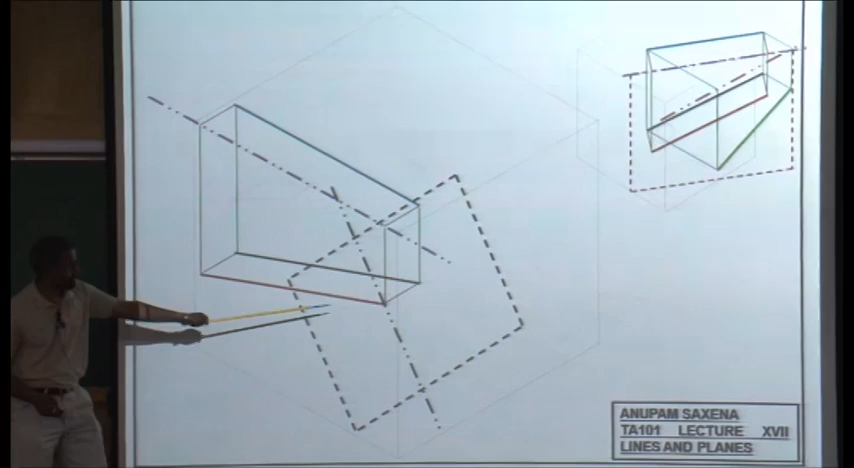 ANUPAM SAXENA
TA101 LECTURE XVII
LINES AND PLANES